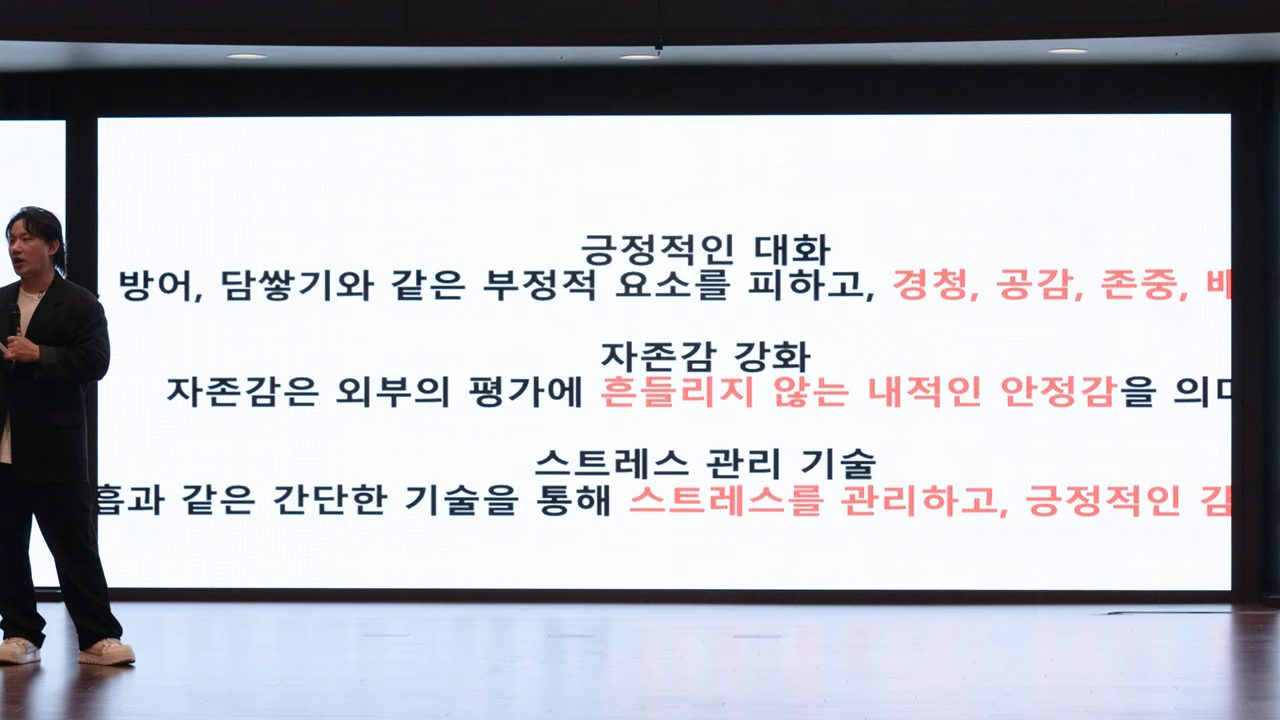 긍정적인 대화
방어, 담쌓기와 같은 부정적 요소를 피하고, 경청, 공감, 존중,
자존감 강화
자존감은 외부의 평가에 흔들리지 않는 내적인 안정감을
스트레스 관리 기술
같은 간단한 기술을 통해 스트레스를 관리하고, 긍정적인